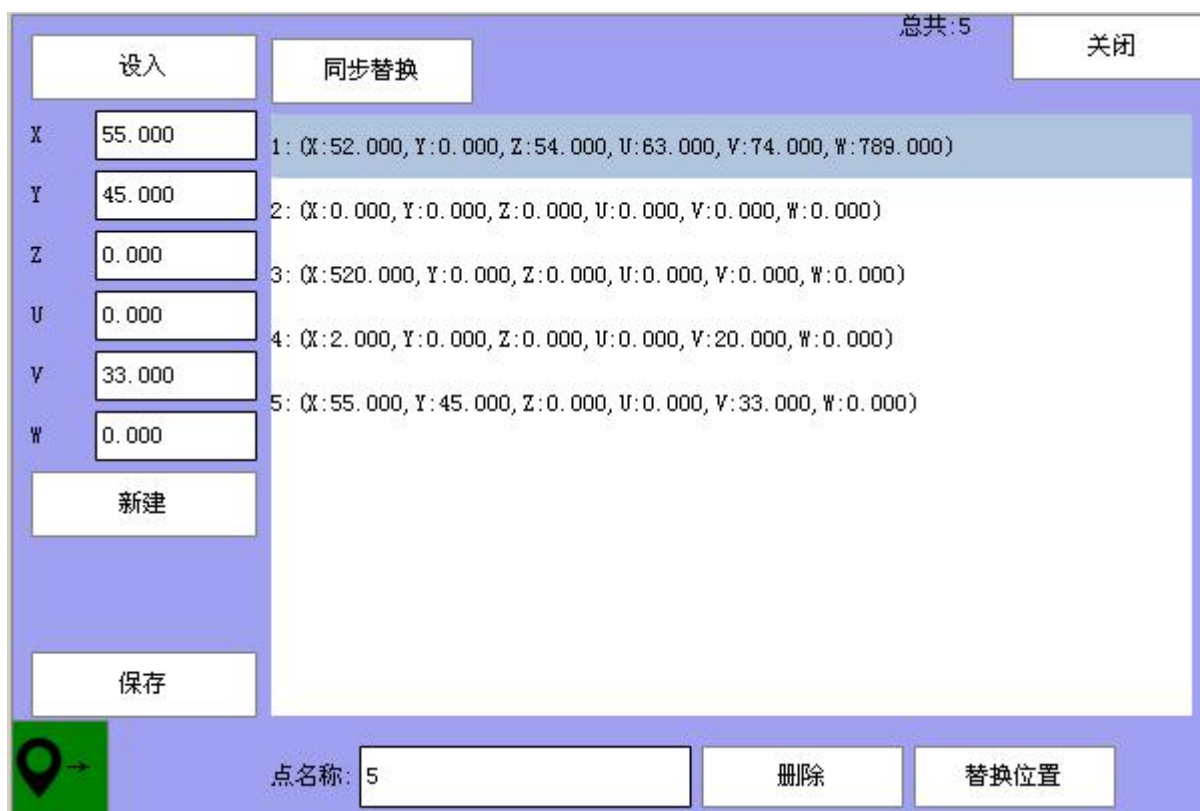 总共:5
关闭
设入
同步替换
X 55.000
Y 45.000
Z 0.000
U 0.000
V 33.000
W 0.000
1:(X:52.000,Y:0.000,Z:54.000,U:63.000,V:74.000,W:789.000)
2:(X:0.000,Y:0.000,Z:0.000,U:0.000,V:0.000,W:0.000)
3:(X:520.000,Y:0.000,Z:0.000,U:0.000,V:0.000,W:0.000)
4:(X:2.000,Y:0.000,Z:0.000,U:0.000,V:20.000,W:0.000)
5:(X:55.000,Y:45.000,Z:0.000,U:0.000,V:33.000,W:0.000)
新建
保存
点名称: 5
删除
替换位置